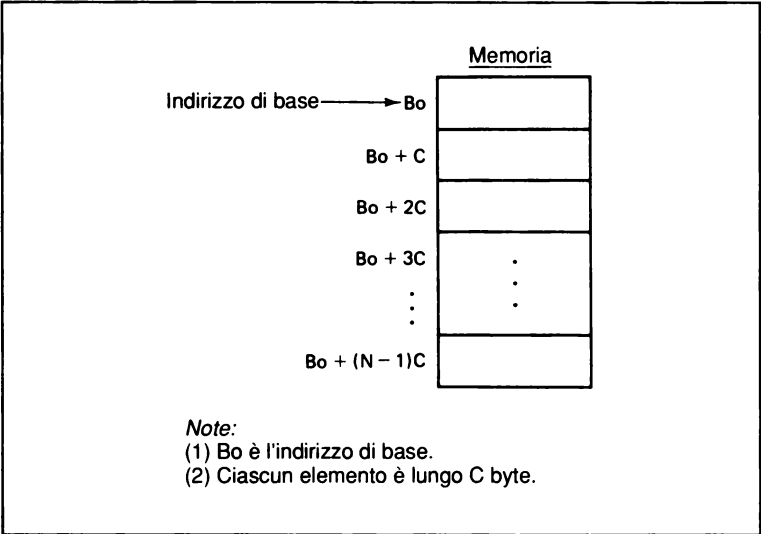 Memoria
Indirizzo di base Bo
Bo + C
Bo + 2C
Bo + 3C
Bo + (N – 1)C
Note:
(1) Bo è l'indirizzo di base.
(2) Ciascun elemento è lungo C byte.